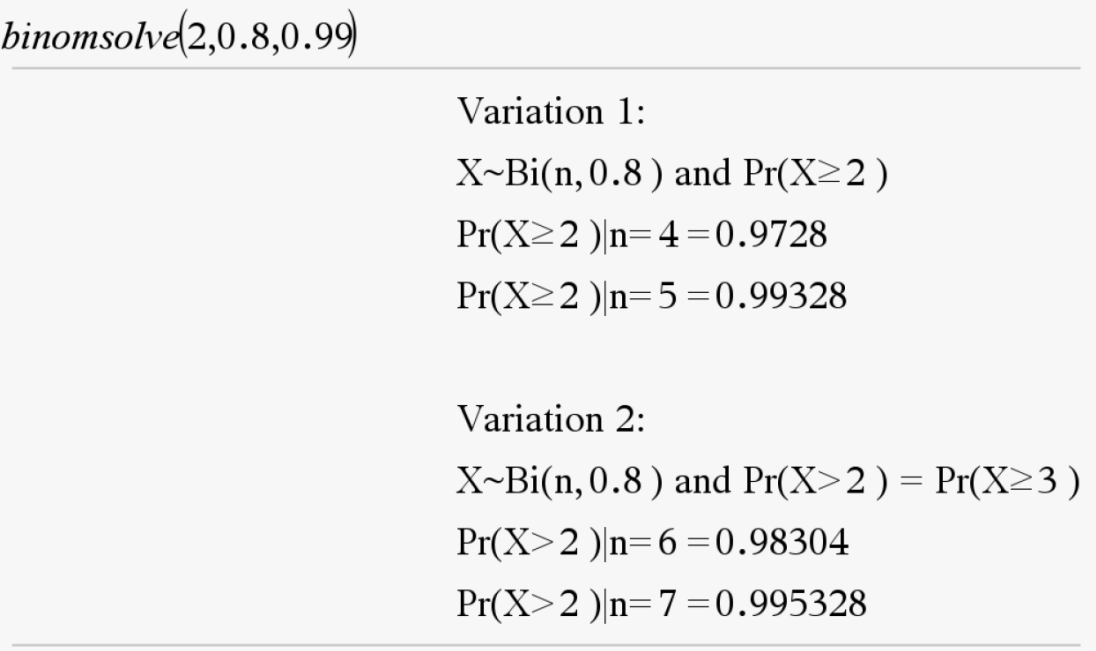 binomsolve(2,0.8,0.99)
Variation 1:
X~Bi(n,0.8 ) and Pr(X≥2 )
Pr(X≥2 )|n= 4 =0.9728
Pr(X≥2 )|n= 5 =0.99328
Variation 2:
X~Bi(n,0.8 ) and Pr(X>2 ) = Pr(X≥3 )
Pr(X>2 )|n= 6 =0.98304
Pr(X>2 )|n= 7 =0.995328